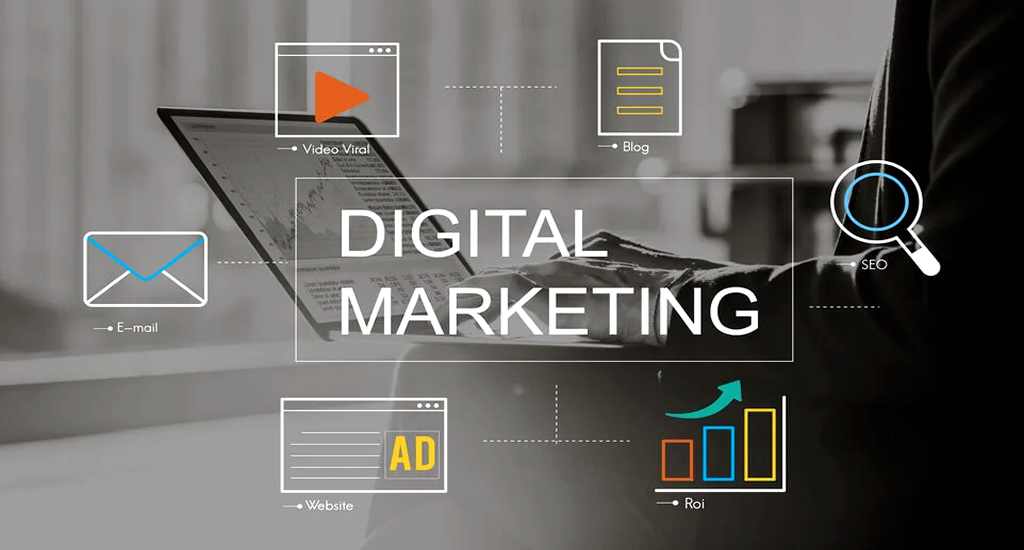 Video Viral
Blog
DIGITAL
MARKETING
SEO
E-mail
AD
Website
Roi